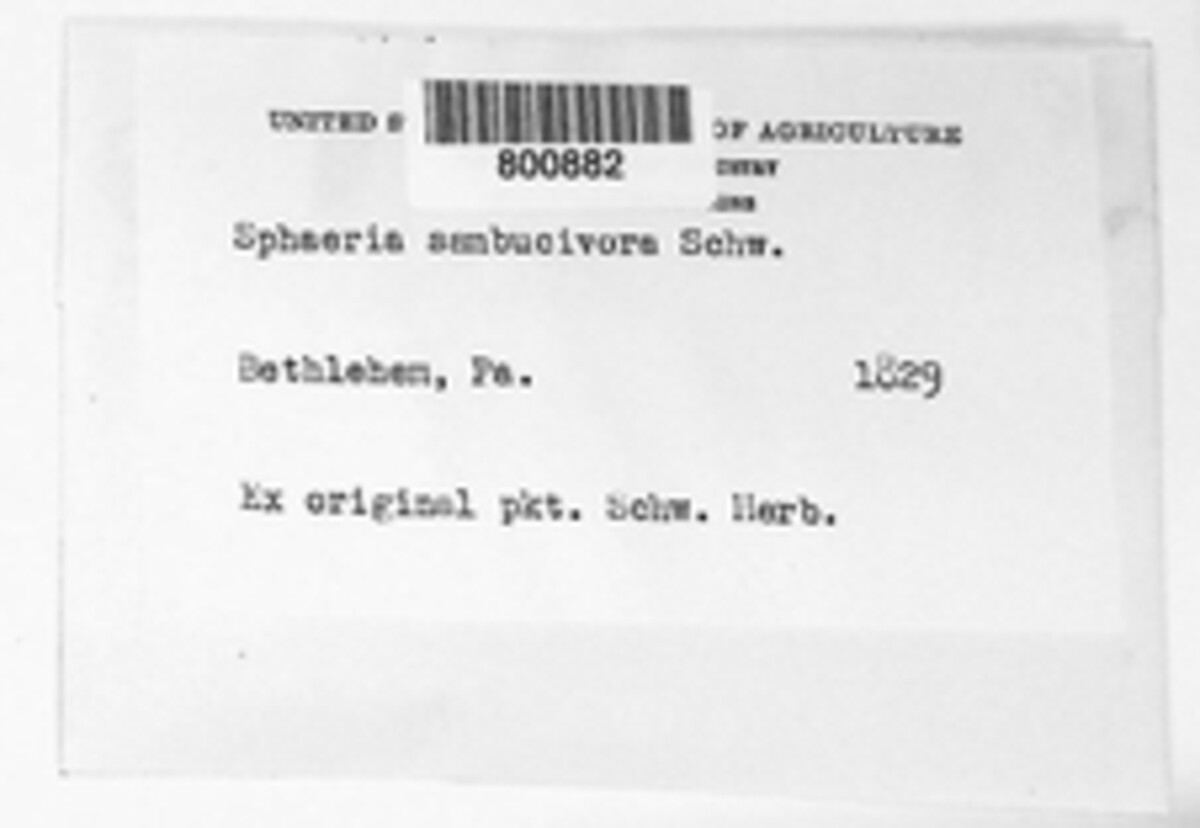 UNITED S OF AGRICULTURE
800882
Sphaeria sambucivora Schw.
Bethlehem, Pa. 1829
Ex original pkt. Schw. Herb.